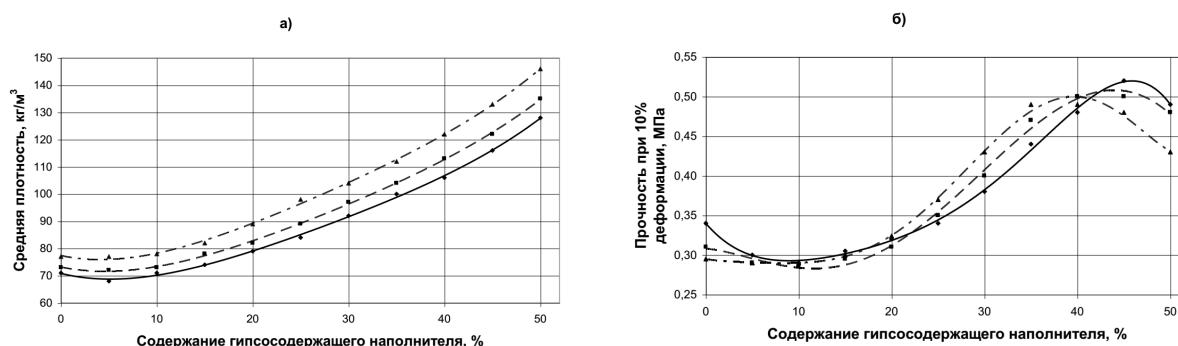 а)
Средняя плотность, кг/м³
150
140
130
120
110
100
90
80
70
60
0 10 20 30 40 50
Содержание гипсосодержащего наполнителя, %
б)
Прочность при 10%
деформации, МПа
0,55
0,50
0,45
0,40
0,35
0,30
0,25
0 10 20 30 40 50
Содержание гипсосодержащего наполнителя, %